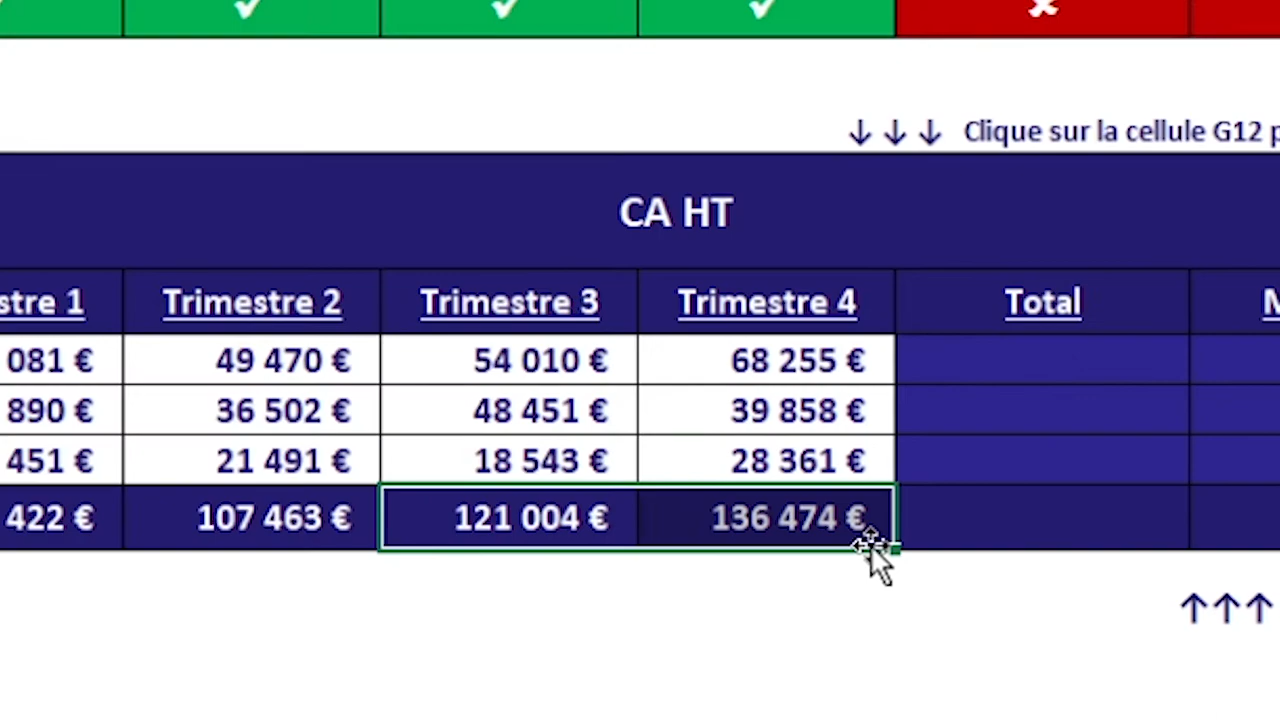 ✔ ✔ ✔ ✖
↓ ↓ ↓ Clique sur la cellule G12
CA HT
stre 1 Trimestre 2 Trimestre 3 Trimestre 4 Total
081 € 49 470 € 54 010 € 68 255 €
890 € 36 502 € 48 451 € 39 858 €
451 € 21 491 € 18 543 € 28 361 €
422 € 107 463 € 121 004 € 136 474 €
↑↑↑